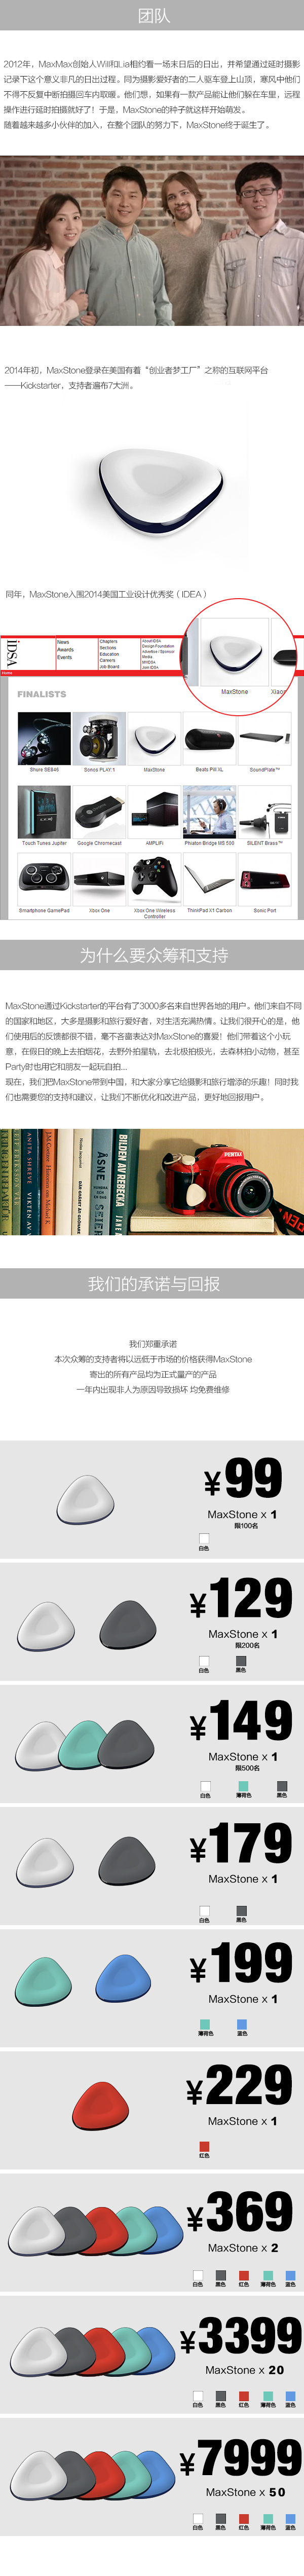 团队
2012年，MaxMax创始人Will和Lia相约看一场末日后的日出，并希望通过延时摄影
记录下这个意义非凡的日出过程。同为摄影爱好者的二人驱车登上山顶，寒风中他们
不得不反复中断拍摄回车内取暖。他们想，如果有一款产品能让他们躲在车里，远程
操作进行延时拍摄就好了！于是，MaxStone的种子就这样开始萌发。
随着越来越多小伙伴的加入，在整个团队的努力下，MaxStone终于诞生了。
2014年初，MaxStone登录在美国有着“创业者梦工厂”之称的互联网平台
——Kickstarter，支持者遍布7大洲。
同年，MaxStone入围2014美国工业设计优秀奖（IDEA）
iDSA
News
Awards
Events
Chapters
Sections
Education
Careers
Job Board
About IDSA
Design Foundation
Advertise / Sponsor
Media
MyIDSA
Join IDSA
Home
MaxStone
Xiao
FINALISTS
Shure SE846
Sonos PLAY:1
MaxStone
Beats Pill XL
SoundPlate™
Touch Tunes Jupiter
Google Chromecast
AMPLiFi
Phiaton Bridge MS 500
SILENT Brass™
Smartphone GamePad
Xbox One
Xbox One Wireless
Controller
ThinkPad X1 Carbon
Sonic Port
为什么要众筹和支持
MaxStone通过Kickstarter的平台有了3000多名来自世界各地的用户。他们来自不同
的国家和地区，大多是摄影和旅行爱好者，对生活充满热情。让我们很开心的是，他
们使用后的反馈都很不错，毫不吝啬表达对MaxStone的喜爱！他们带着这个小玩
意，在假日的晚上去拍烟花，去野外拍星轨，去北极拍极光，去森林拍小动物，甚至
Party时也用它和朋友一起玩自拍...
现在，我们把MaxStone带到中国，和大家分享它给摄影和旅行增添的乐趣！同时我
们也需要您的支持和建议，让我们不断优化和改进产品，更好地回报用户。
ANITA SHREVE
VIKTEN AV VATTEN
ÅSNE SEIERSTAD
BILDEN AV REBECKA
PENTAX
我们的承诺与回报
我们郑重承诺
本次众筹的支持者将以远低于市场的价格获得MaxStone
寄出的所有产品均为正式量产的产品
一年内出现非人为原因导致损坏 均免费维修
¥99
MaxStone x 1
限100名
白色
¥129
MaxStone x 1
限200名
白色 黑色
¥149
MaxStone x 1
限500名
白色 薄荷色 黑色
¥179
MaxStone x 1
白色 黑色
¥199
MaxStone x 1
薄荷色 蓝色
¥229
MaxStone x 1
红色
¥369
MaxStone x 2
白色 黑色 红色 薄荷色 蓝色
¥3399
MaxStone x 20
白色 黑色 红色 薄荷色 蓝色
¥7999
MaxStone x 50
白色 黑色 红色 薄荷色 蓝色